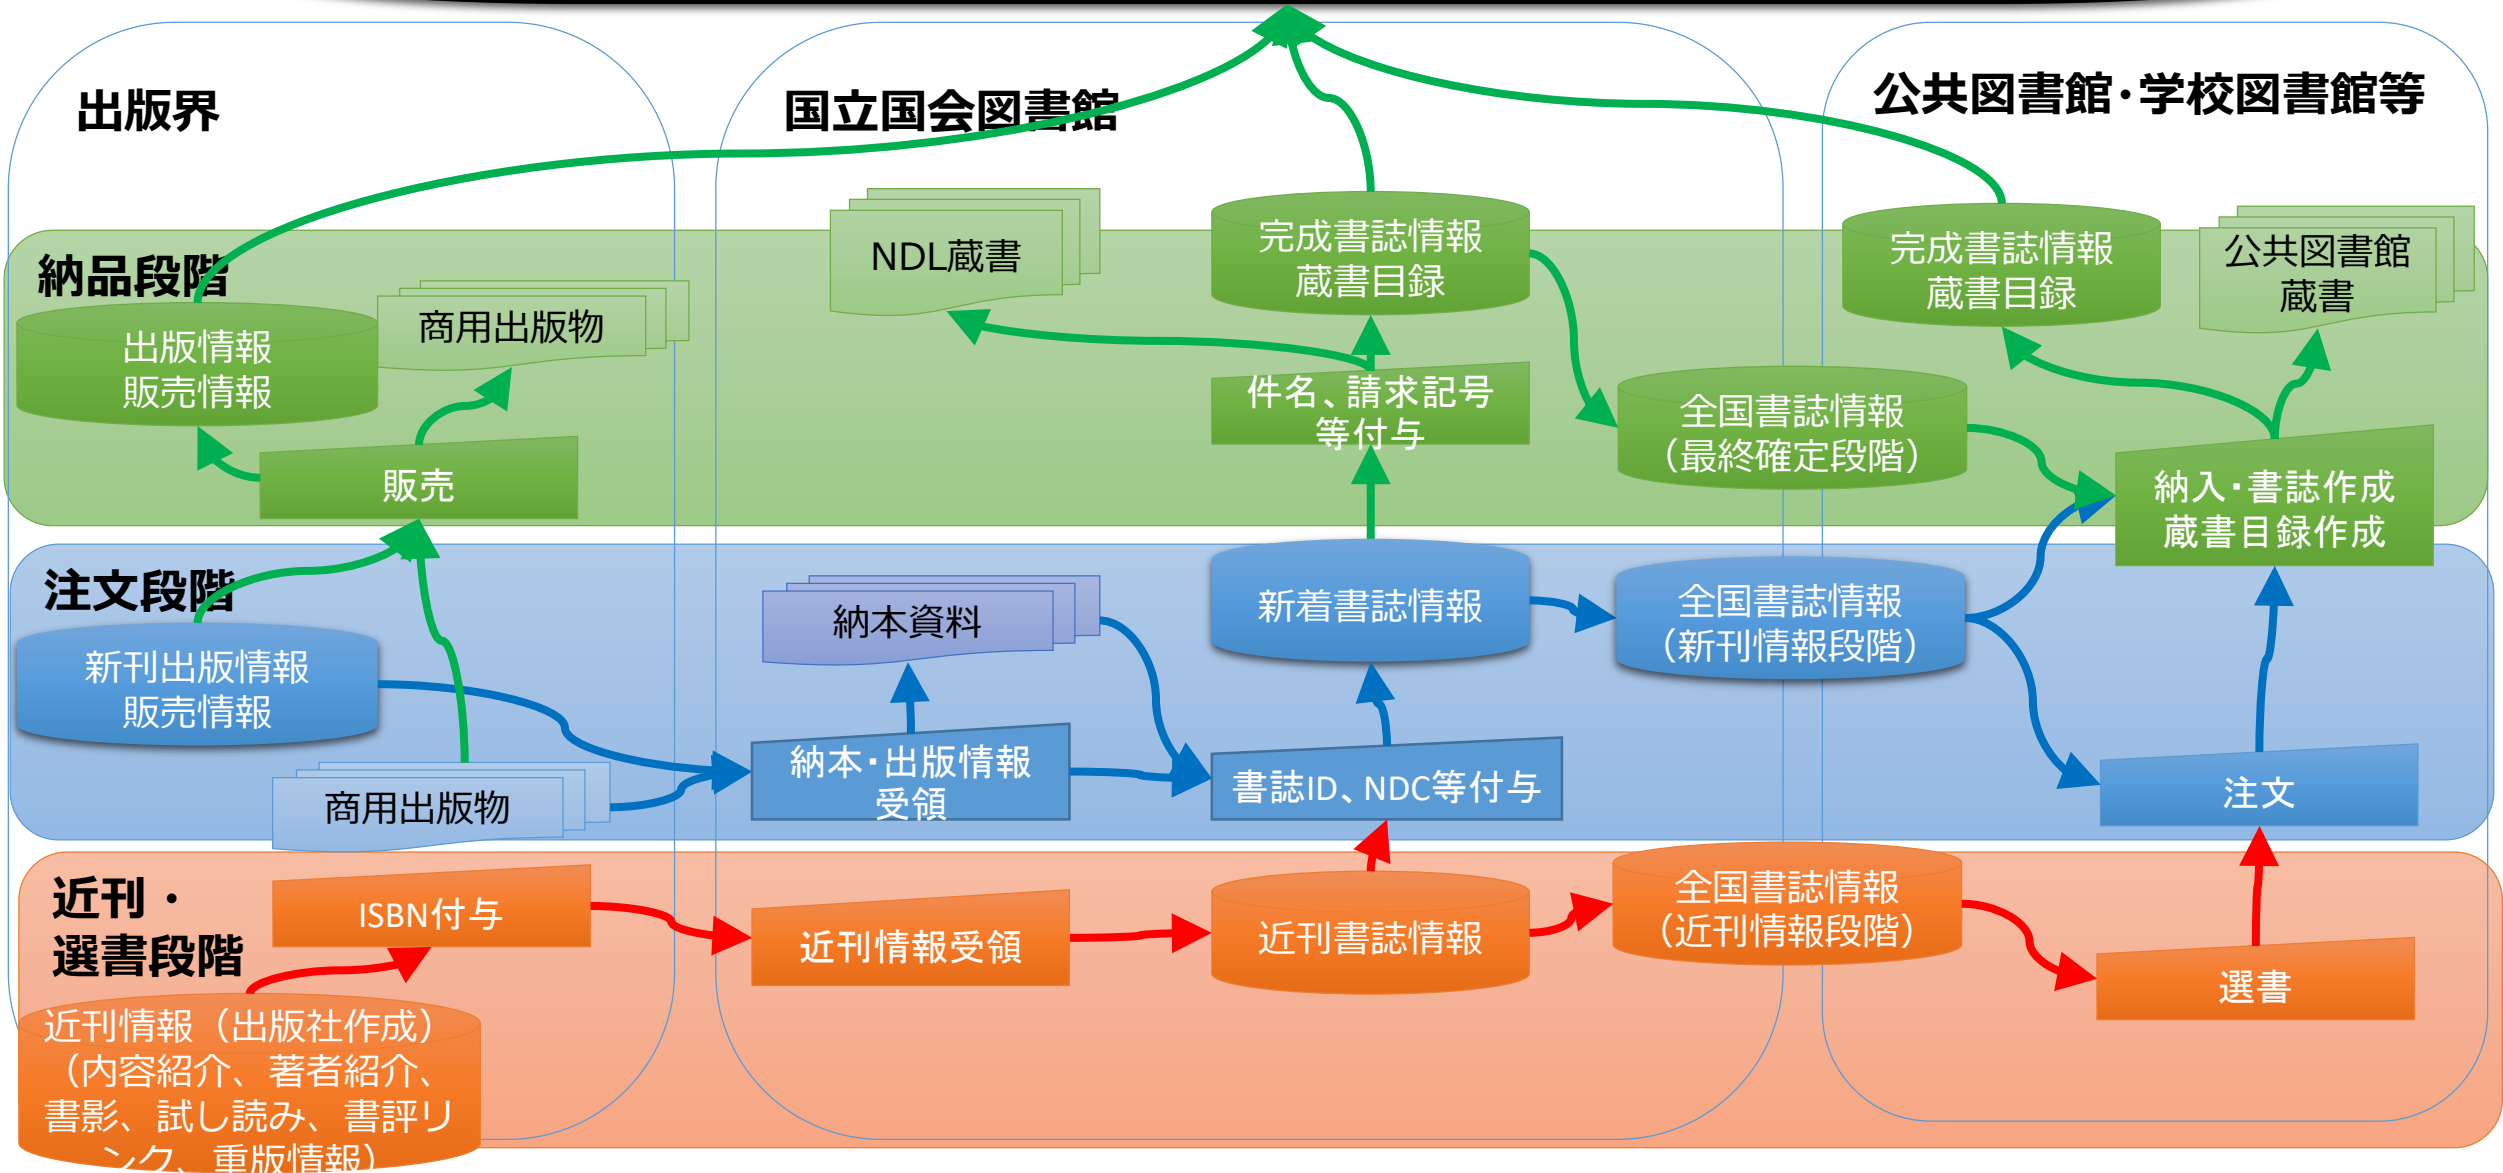 出版界
国立国会図書館
公共図書館・学校図書館等
納品段階
出版情報
販売情報
商用出版物
販売
NDL蔵書
完成書誌情報
蔵書目録
件名、請求記号
等付与
全国書誌情報
（最終確定段階）
完成書誌情報
蔵書目録
公共図書館
蔵書
納入・書誌作成
蔵書目録作成
注文段階
新刊出版情報
販売情報
商用出版物
納本資料
納本・出版情報
受領
新着書誌情報
書誌ID、NDC等付与
全国書誌情報
（新刊情報段階）
注文
近刊・
選書段階
ISBN付与
近刊情報（出版社作成）
（内容紹介、著者紹介、
書影、試し読み、書評リ
ンク、重版情報）
近刊情報受領
近刊書誌情報
全国書誌情報
（近刊情報段階）
選書